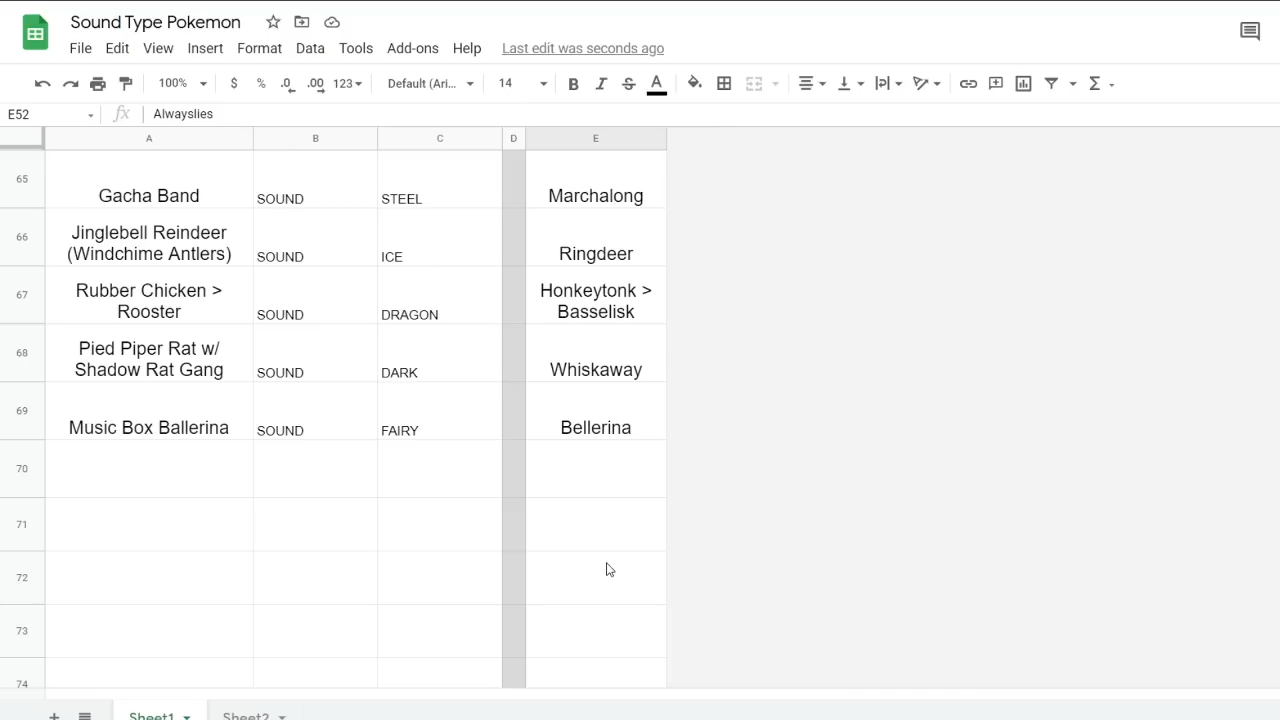 Sound Type Pokemon
File Edit View Insert Format Data Tools Add-ons Help Last edit was seconds ago
100% $ % .0 .00 123 Default (Ari... 14 B I S A Σ
E52 fx Alwayslies
A B C D E
65 Gacha Band SOUND STEEL Marchalong
66 Jinglebell Reindeer
(Windchime Antlers) SOUND ICE Ringdeer
67 Rubber Chicken > Honkeytonk >
Rooster SOUND DRAGON Basselisk
68 Pied Piper Rat w/
Shadow Rat Gang SOUND DARK Whiskaway
69 Music Box Ballerina SOUND FAIRY Bellerina
70
71
72
73
74
+ Sheet1 Sheet2